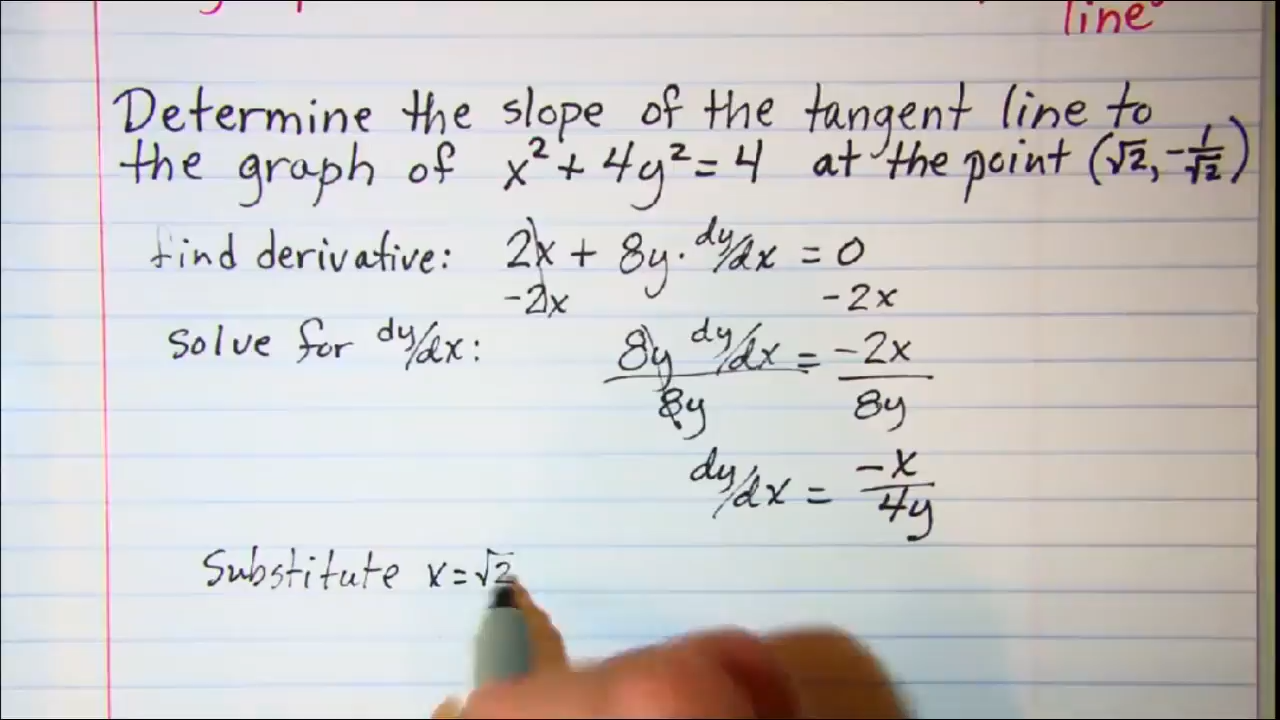 line
Determine the slope of the tangent line to
the graph of x² + 4y² = 4 at the point (√2, -1/√2)
find derivative: 2x + 8y · dy/dx = 0
-2x -2x
Solve for dy/dx: 8y dy/dx = -2x
8y 8y
dy/dx = -x/4y
Substitute x = √2